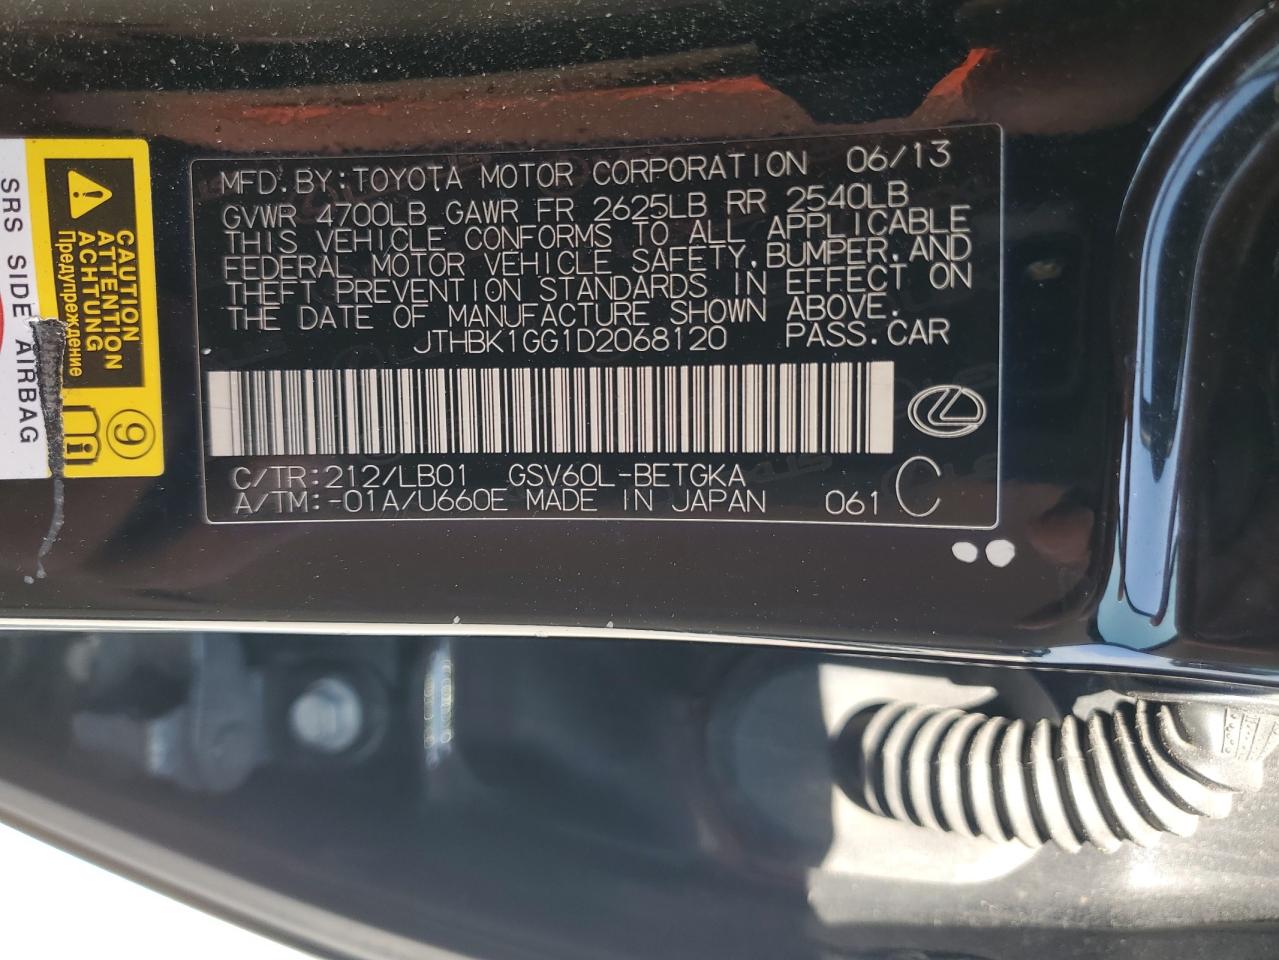 MFD.BY:TOYOTA MOTOR CORPORATION 06/13
GVWR 4700LB GAWR FR 2625LB RR 2540LB
THIS VEHICLE CONFORMS TO ALL APPLICABLE
FEDERAL MOTOR VEHICLE SAFETY,BUMPER,AND
THEFT PREVENTION STANDARDS IN EFFECT ON
THE DATE OF MANUFACTURE SHOWN ABOVE.
JTHBK1GG1D2068120 PASS.CAR
C/TR:212/LB01 GSV60L-BETGKA
A/TM:-01A/U660E MADE IN JAPAN 061 C
CAUTION
ATTENTION
ACHTUNG
Предупреждение
9
SRS SIDE AIRBAG